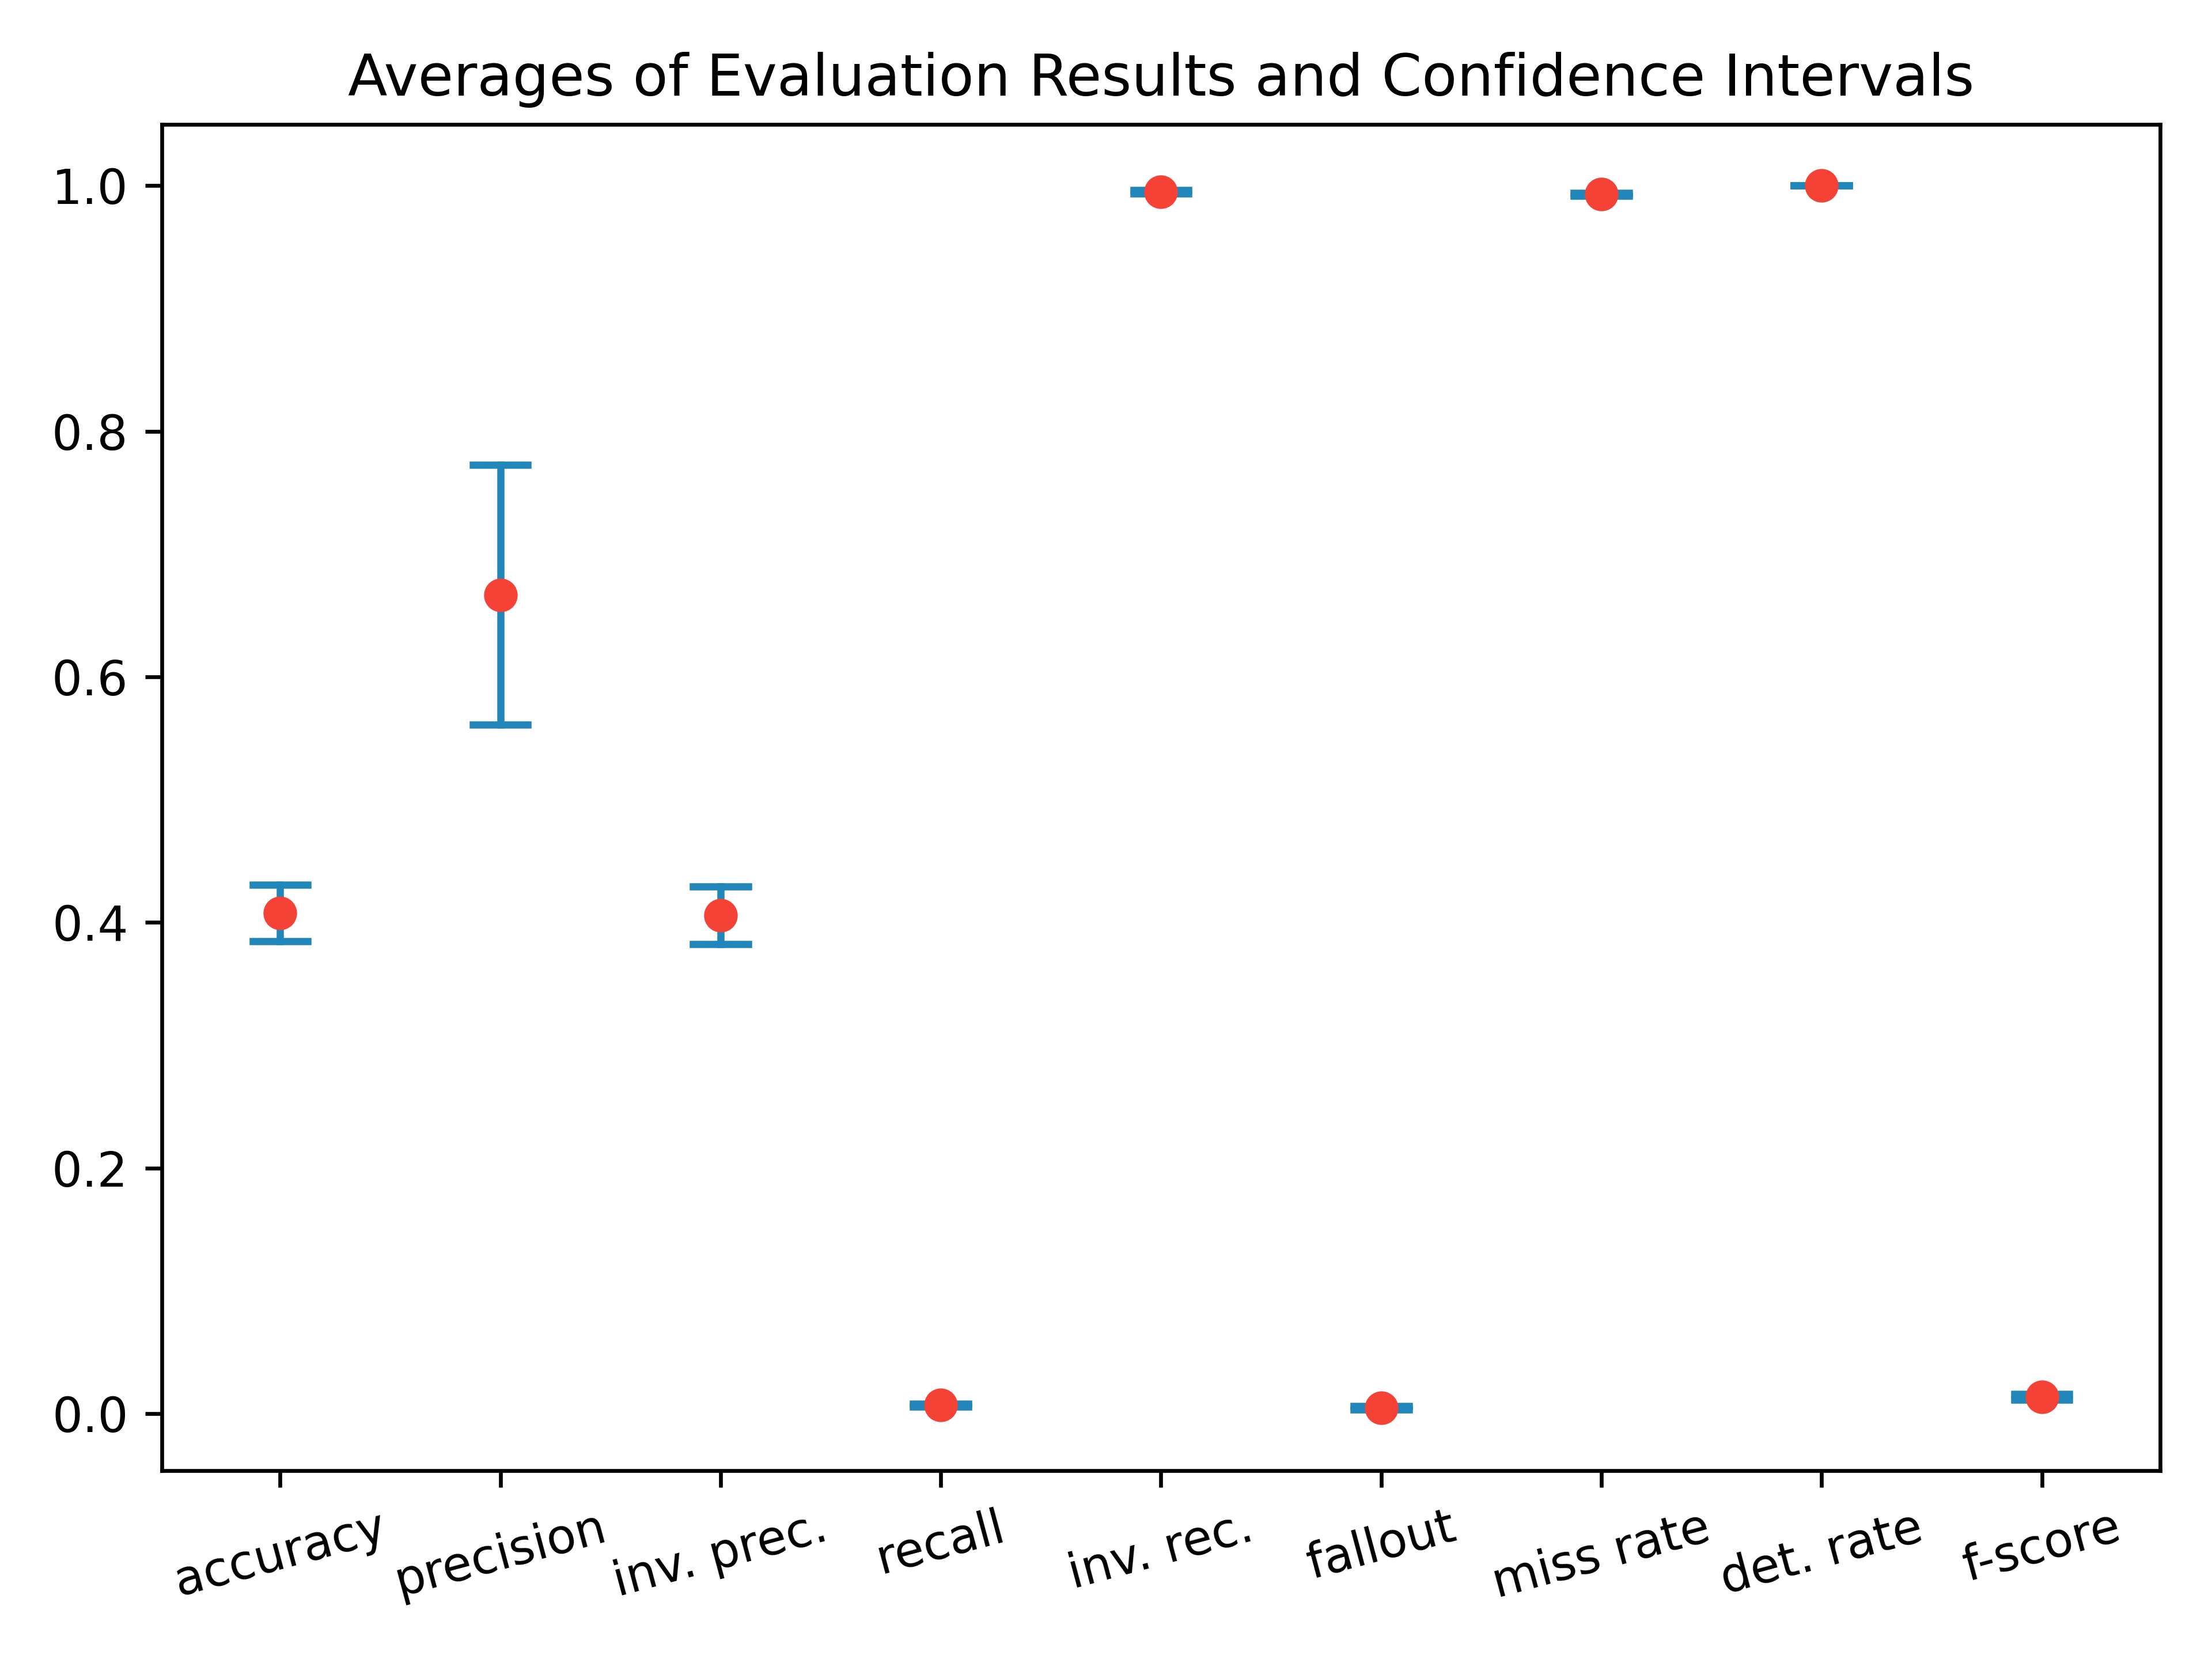 Averages of Evaluation Results and Confidence Intervals
1.0
0.8
0.6
0.4
0.2
0.0
accuracy
precision
inv. prec.
recall
inv. rec.
fallout
miss rate
det. rate
f-score